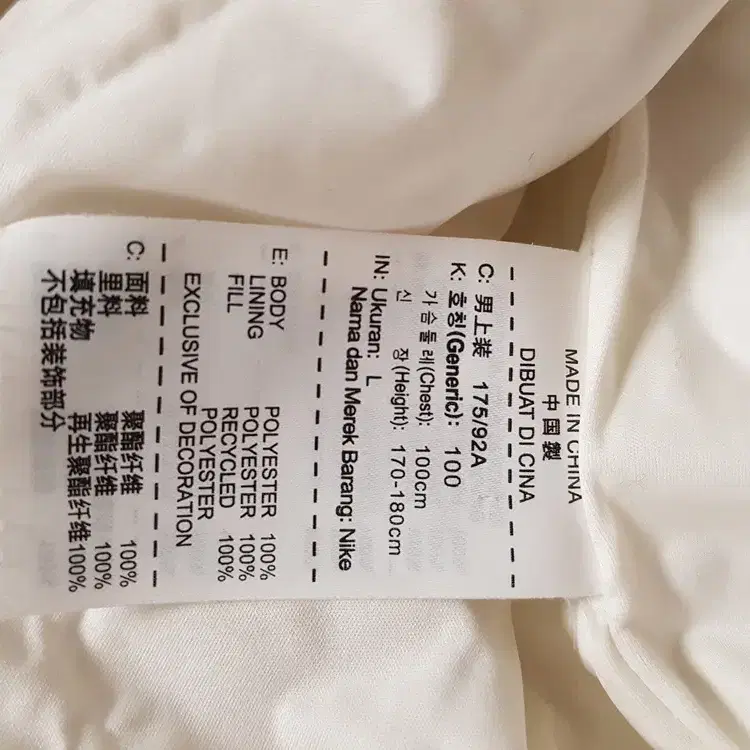 MADE IN CHINA
中国製
DIBUAT DI CINA
C: 男上装 175/92A
K: 호칭(Generic): 100
가슴둘레(Chest): 100cm
신 장(Height): 170-180cm
IN: Ukuran: L
Nama dan Merek Barang: Nike
E: BODY POLYESTER 100%
LINING POLYESTER 100%
FILL RECYCLED 100%
POLYESTER
EXCLUSIVE OF DECORATION
C: 面料 聚酯纤维 100%
里料 聚酯纤维 100%
填充物 再生聚酯纤维100%
不包括装饰部分